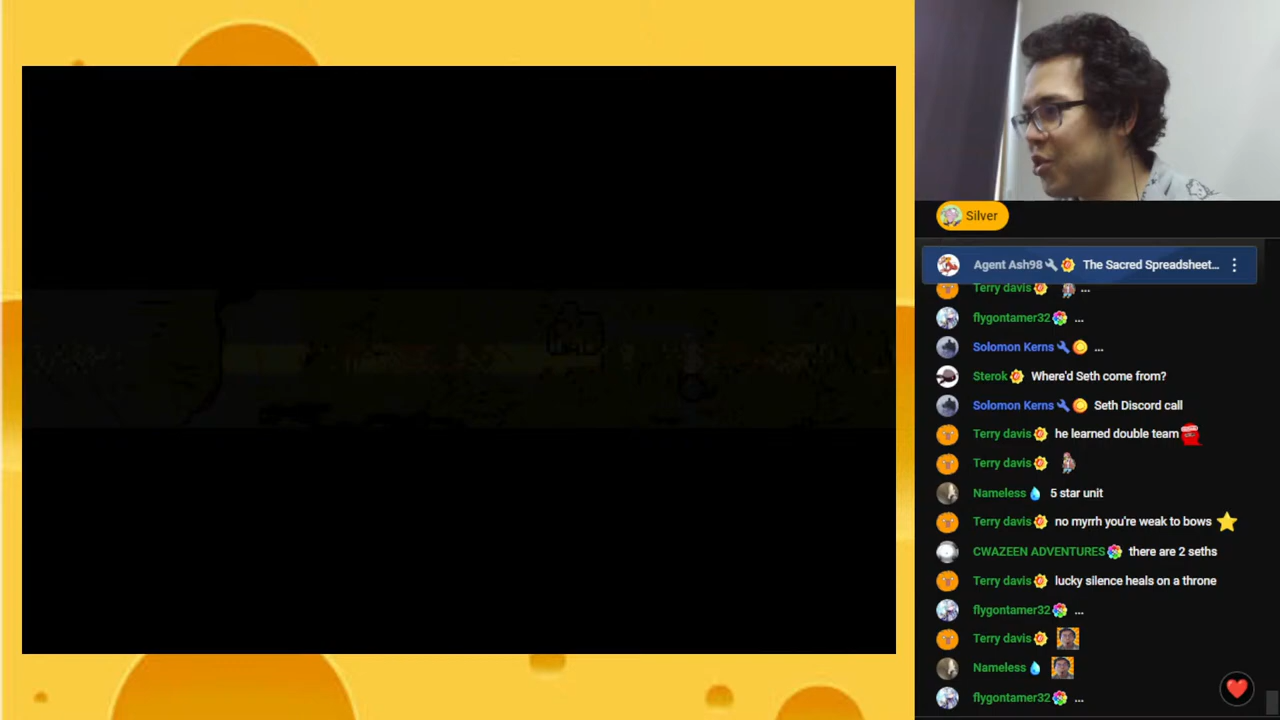 Silver
Agent Ash98 The Sacred Spreadsheet...
Terry davis ...
flygontamer32 ...
Solomon Kerns ...
Sterok Where'd Seth come from?
Solomon Kerns Seth Discord call
Terry davis he learned double team
Terry davis
Nameless 5 star unit
Terry davis no myrrh you're weak to bows
CWAZEEN ADVENTURES there are 2 seths
Terry davis lucky silence heals on a throne
flygontamer32 ...
Terry davis
Nameless
flygontamer32 ...